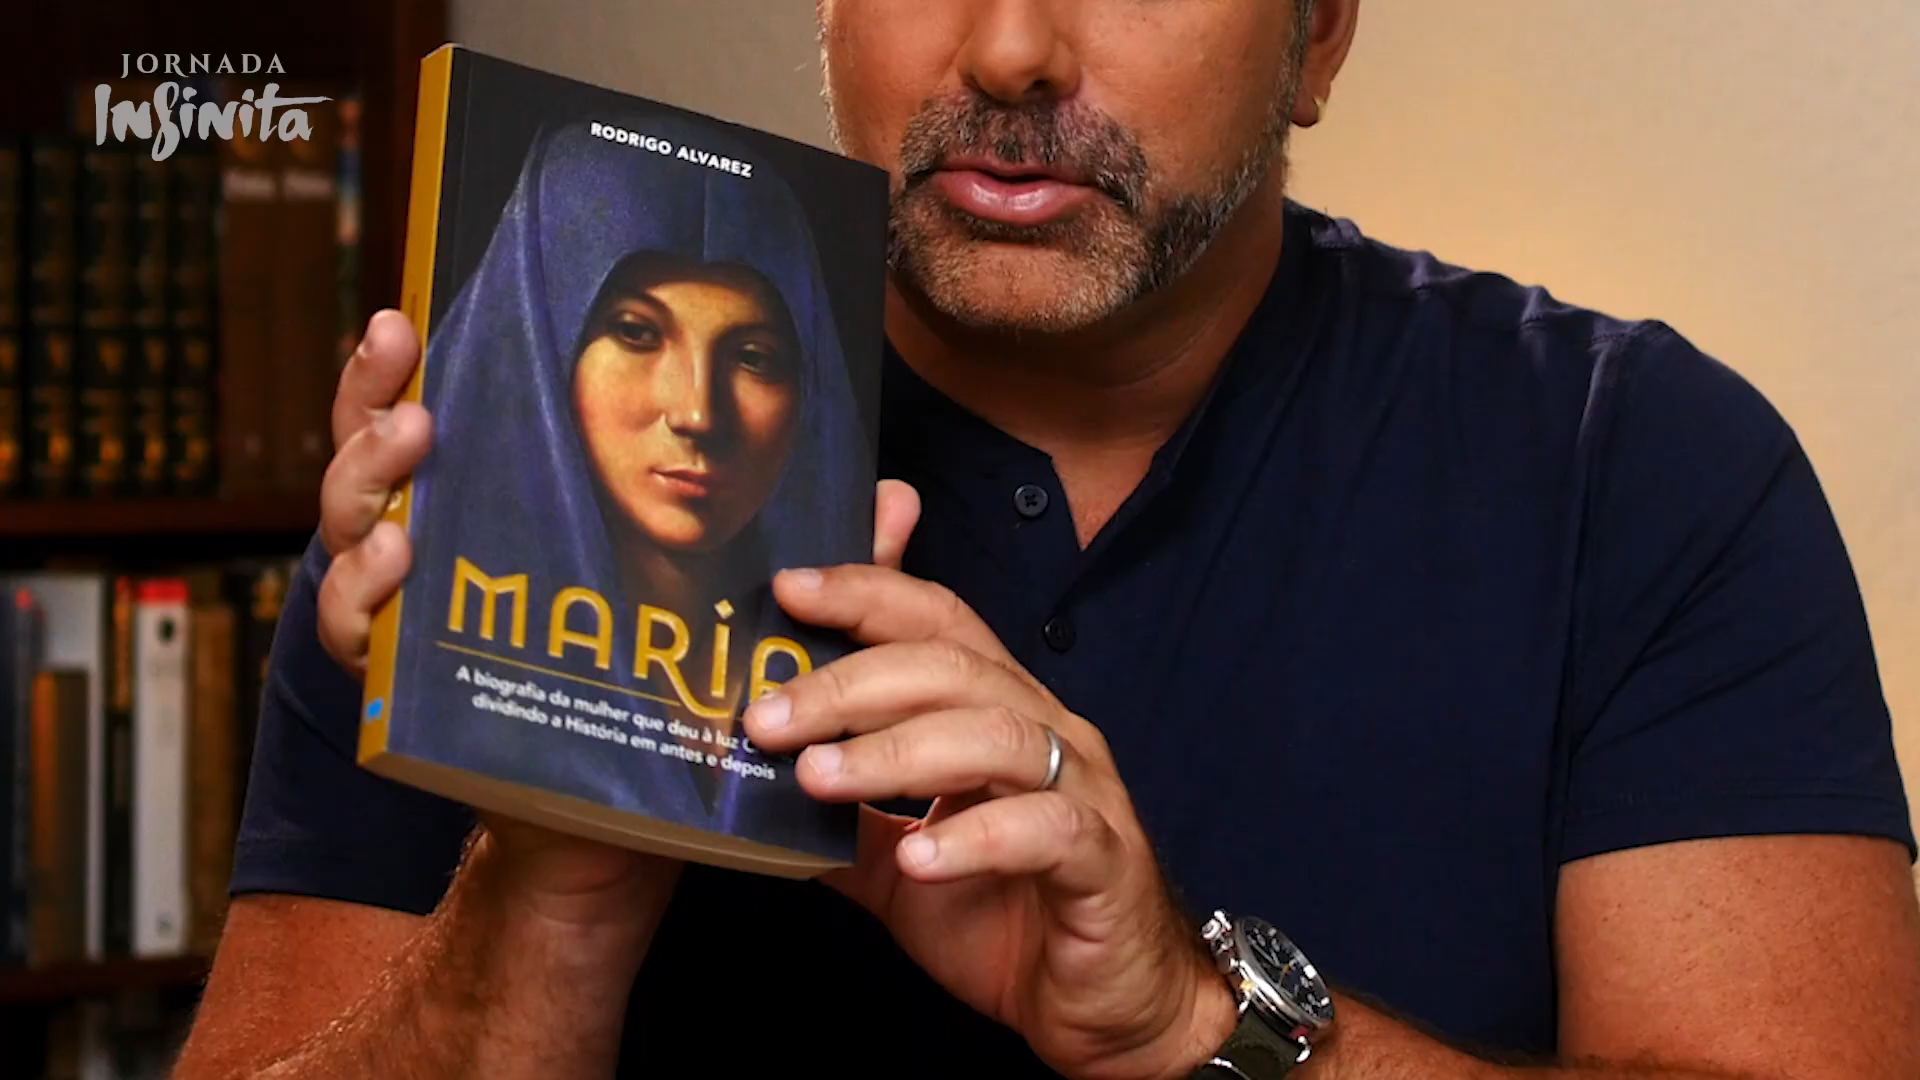 JORNADA
Infinita
RODRIGO ALVAREZ
MARIA
A biografia da mulher que deu à luz
dividindo a História em antes e depois